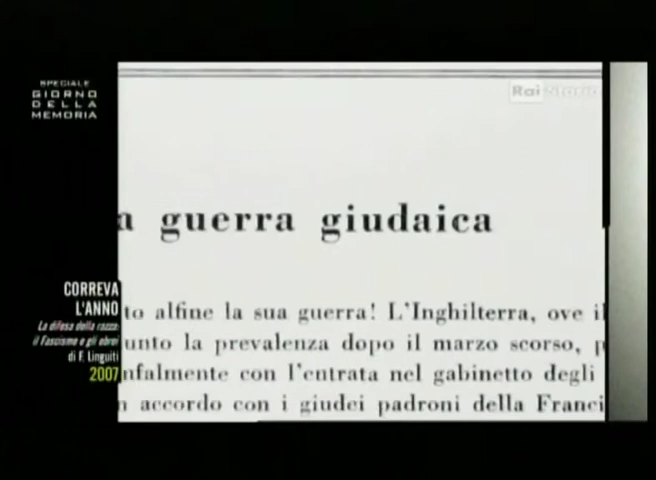 SPECIALE
GIORNO
DELLA
MEMORIA
Rai Storia
a guerra giudaica
CORREVA
L'ANNO
La difesa della razza:
il Fascismo e gli ebrei
di F. Linguiti
2007
to alfine la sua guerra! L'Inghilterra, ove il
unto la prevalenza dopo il marzo scorso, p
nfalmente con l'entrata nel gabinetto degli
accordo con i giudei padroni della Franci